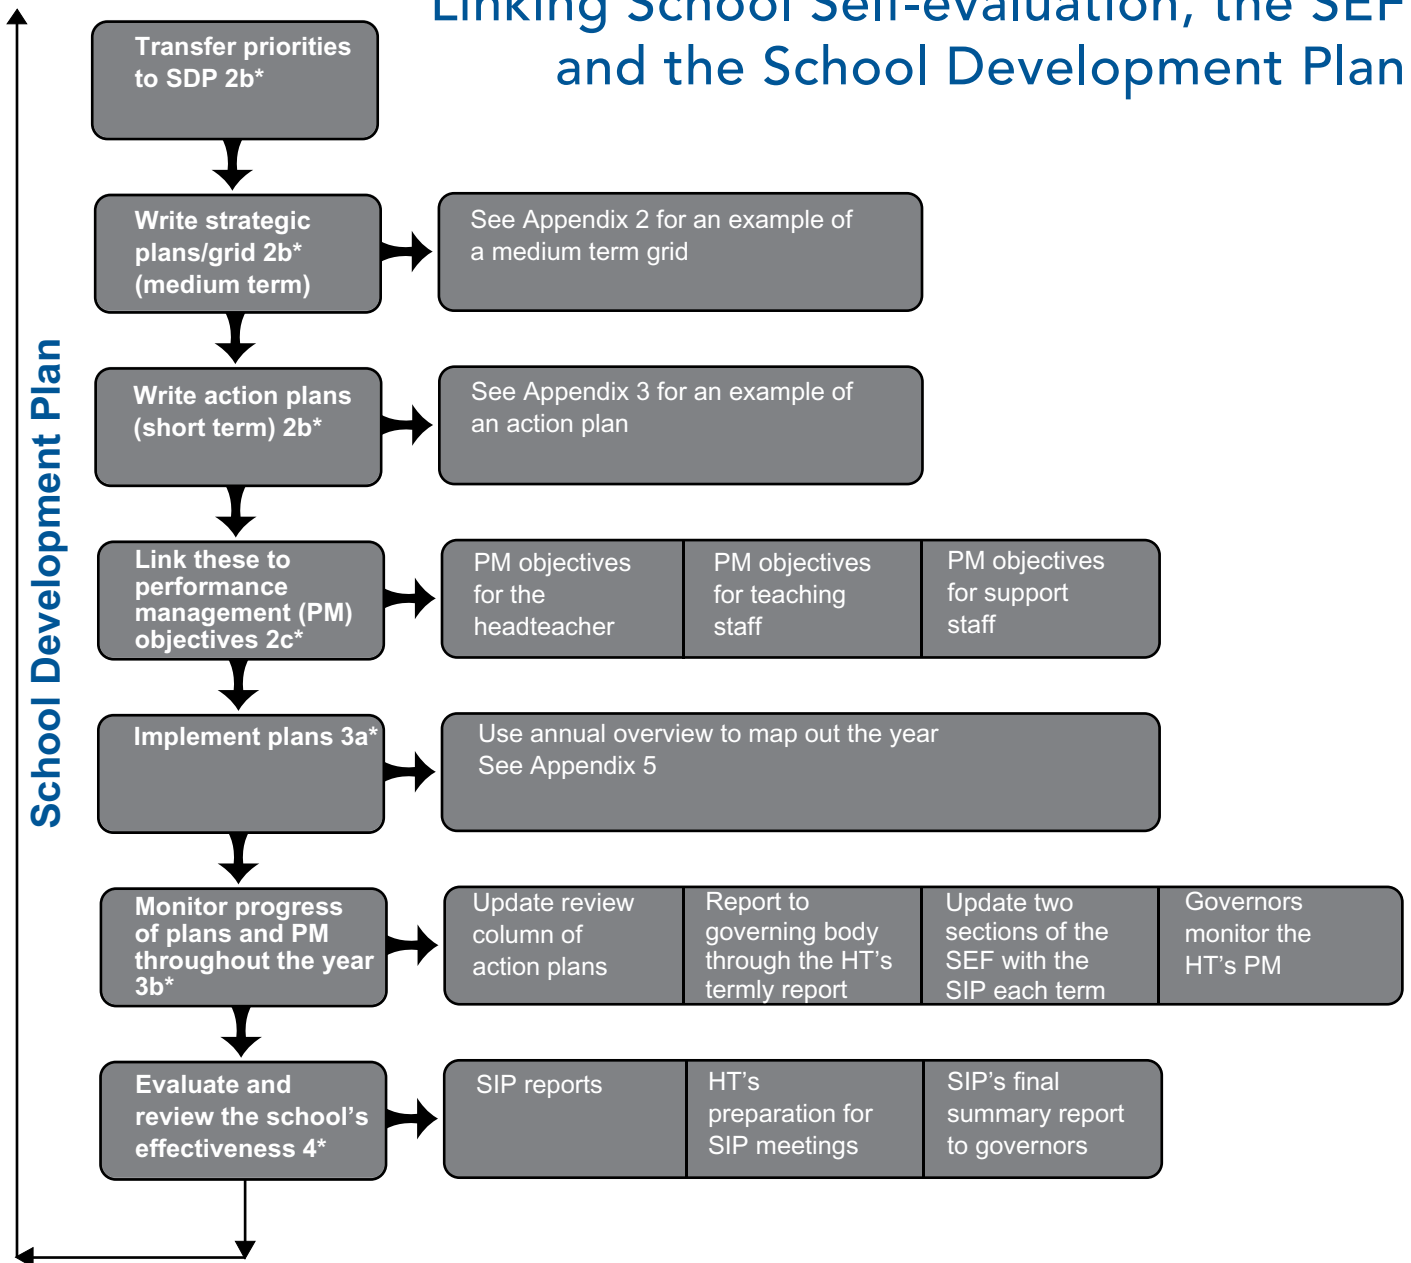 Linking School Self-evaluation, the SEF
and the School Development Plan
School Development Plan
Transfer priorities
to SDP 2b*
Write strategic
plans/grid 2b*
(medium term)
See Appendix 2 for an example of
a medium term grid
Write action plans
(short term) 2b*
See Appendix 3 for an example of
an action plan
Link these to
performance
management (PM)
objectives 2c*
PM objectives
for the
headteacher
PM objectives
for teaching
staff
PM objectives
for support
staff
Implement plans 3a*
Use annual overview to map out the year
See Appendix 5
Monitor progress
of plans and PM
throughout the year
3b*
Update review
column of
action plans
Report to
governing body
through the HT's
termly report
Update two
sections of the
SEF with the
SIP each term
Governors
monitor the
HT's PM
Evaluate and
review the school's
effectiveness 4*
SIP reports
HT's
preparation for
SIP meetings
SIP's final
summary report
to governors